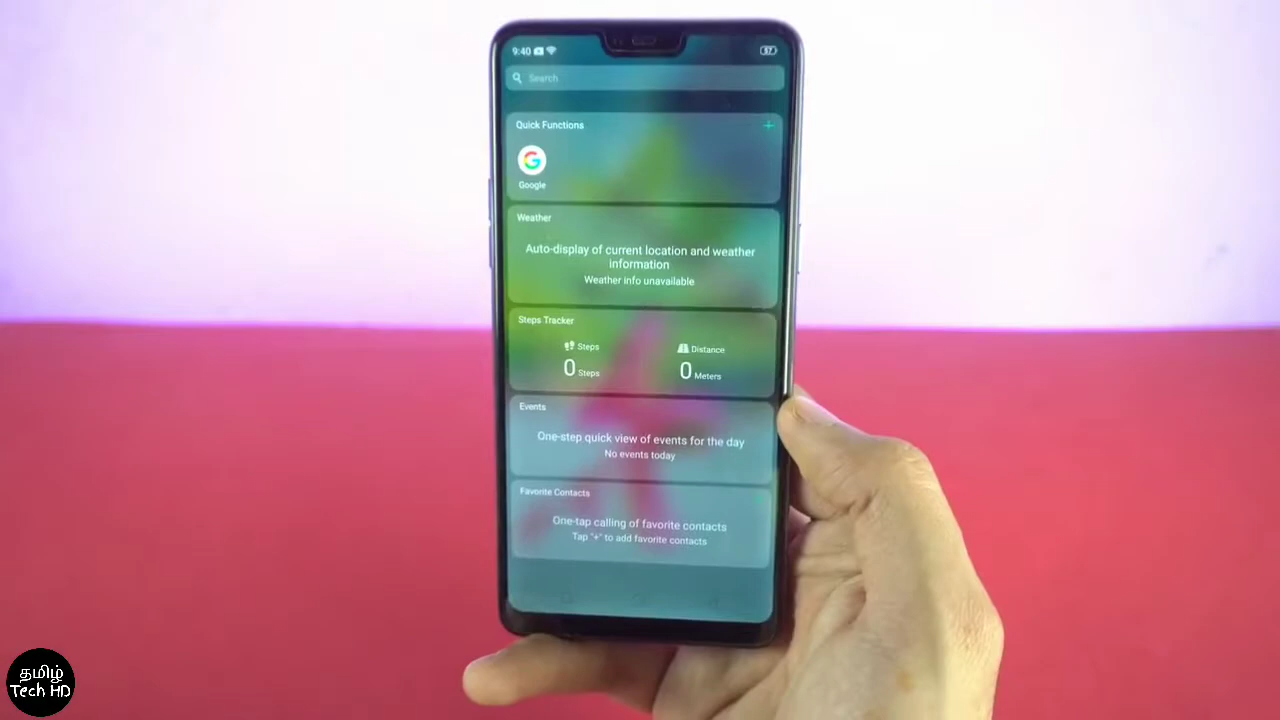 9:40
57
Search
Quick Functions
Google
Weather
Auto-display of current location and weather
information
Weather info unavailable
Steps Tracker
Steps
Distance
0 Steps
0 Meters
Events
One-step quick view of events for the day
No events today
Favorite Contacts
One-tap calling of favorite contacts
Tap "+" to add favorite contacts
தமிழ்
Tech HD